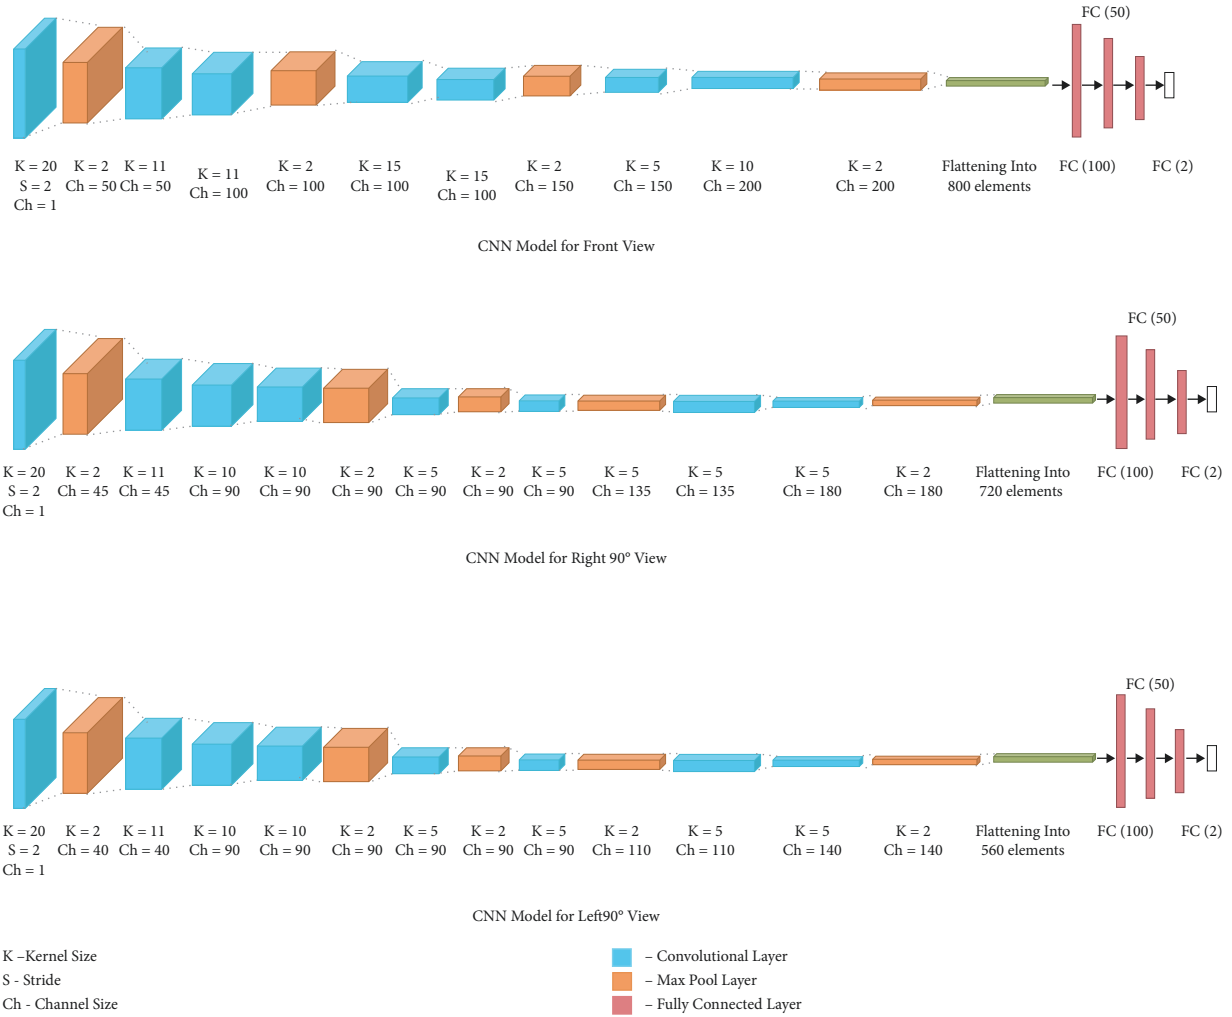 FC (50)
K = 20 K = 2 K = 11 K = 11 K = 2 K = 15 K = 15 K = 2 K = 5 K = 10 K = 2 Flattening Into FC (100) FC (2)
S = 2 Ch = 50 Ch = 50 Ch = 100 Ch = 100 Ch = 100 Ch = 100 Ch = 150 Ch = 150 Ch = 200 Ch = 200 800 elements
Ch = 1
CNN Model for Front View
FC (50)
K = 20 K = 2 K = 11 K = 10 K = 10 K = 2 K = 5 K = 2 K = 5 K = 5 K = 5 K = 5 K = 2 Flattening Into FC (100) FC (2)
S = 2 Ch = 45 Ch = 45 Ch = 90 Ch = 90 Ch = 90 Ch = 90 Ch = 90 Ch = 90 Ch = 135 Ch = 135 Ch = 180 Ch = 180 720 elements
Ch = 1
CNN Model for Right 90° View
FC (50)
K = 20 K = 2 K = 11 K = 10 K = 10 K = 2 K = 5 K = 2 K = 5 K = 2 K = 5 K = 5 K = 2 Flattening Into FC (100) FC (2)
S = 2 Ch = 40 Ch = 40 Ch = 90 Ch = 90 Ch = 90 Ch = 90 Ch = 90 Ch = 90 Ch = 110 Ch = 110 Ch = 140 Ch = 140 560 elements
Ch = 1
CNN Model for Left90° View
K –Kernel Size
S - Stride
Ch - Channel Size
– Convolutional Layer
– Max Pool Layer
– Fully Connected Layer